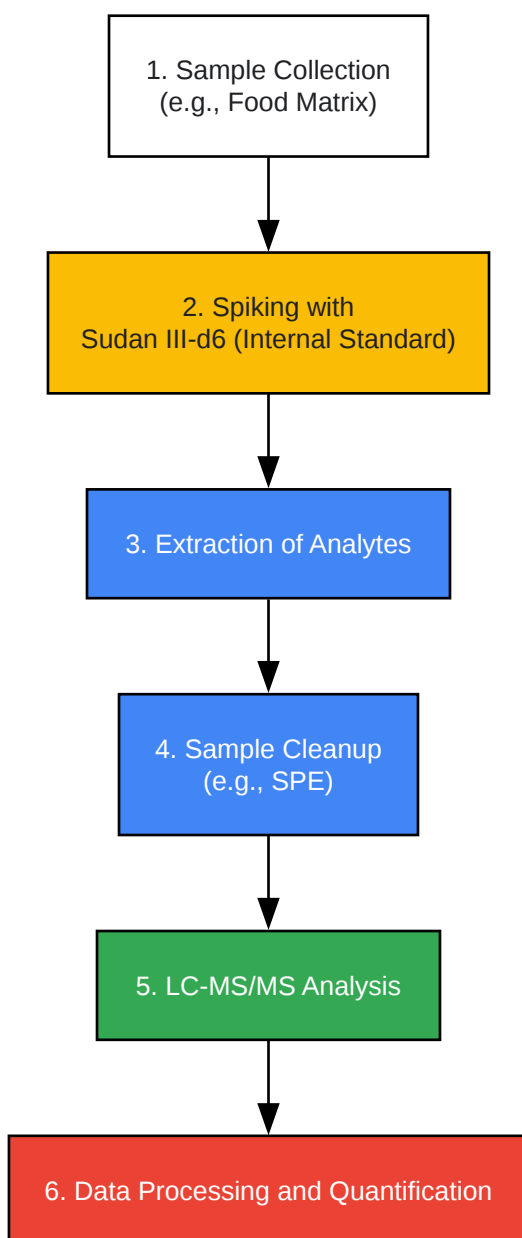 1. Sample Collection
(e.g., Food Matrix)
2. Spiking with
Sudan III-d6 (Internal Standard)
3. Extraction of Analytes
4. Sample Cleanup
(e.g., SPE)
5. LC-MS/MS Analysis
6. Data Processing and Quantification